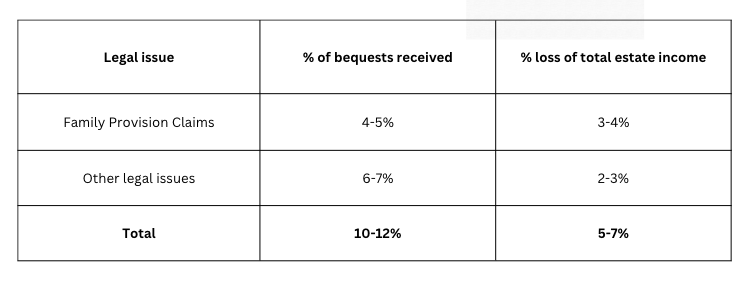 Legal issue % of bequests received % loss of total estate income
Family Provision Claims 4-5% 3-4%
Other legal issues 6-7% 2-3%
Total 10-12% 5-7%